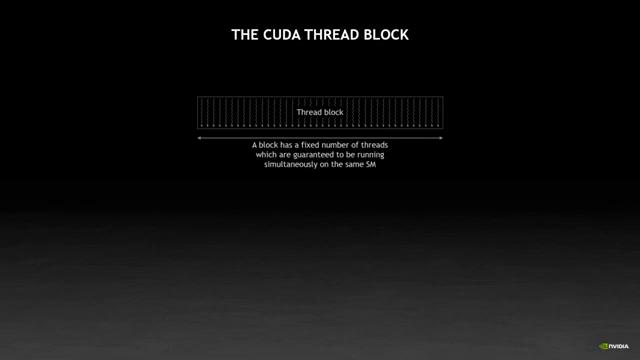 THE CUDA THREAD BLOCK
Thread block
A block has a fixed number of threads
which are guaranteed to be running
simultaneously on the same SM
NVIDIA